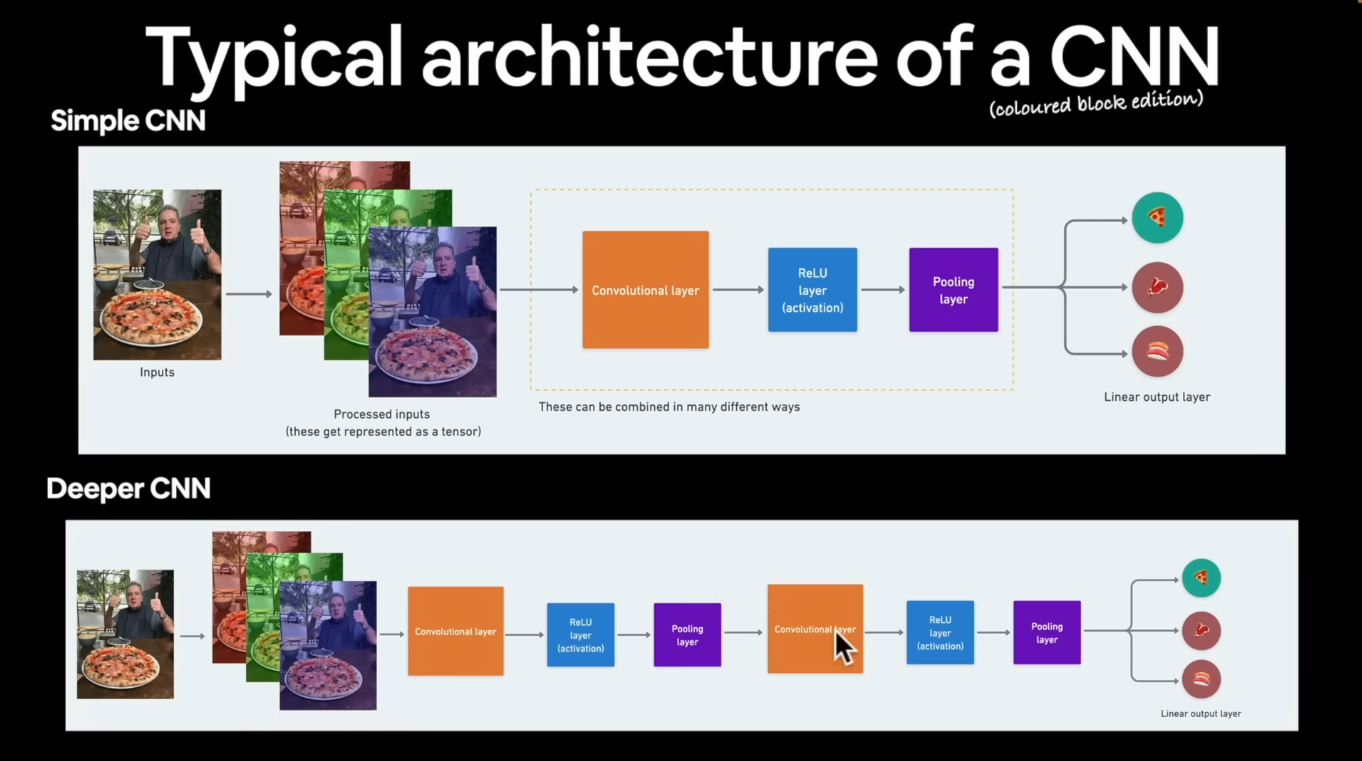 Typical architecture of a CNN
(coloured block edition)
Simple CNN
Inputs
Processed inputs
(these get represented as a tensor)
Convolutional layer
ReLU
layer
(activation)
Pooling
layer
These can be combined in many different ways
Linear output layer
Deeper CNN
Convolutional layer
ReLU
layer
(activation)
Pooling
layer
Convolutional layer
ReLU
layer
(activation)
Pooling
layer
Linear output layer